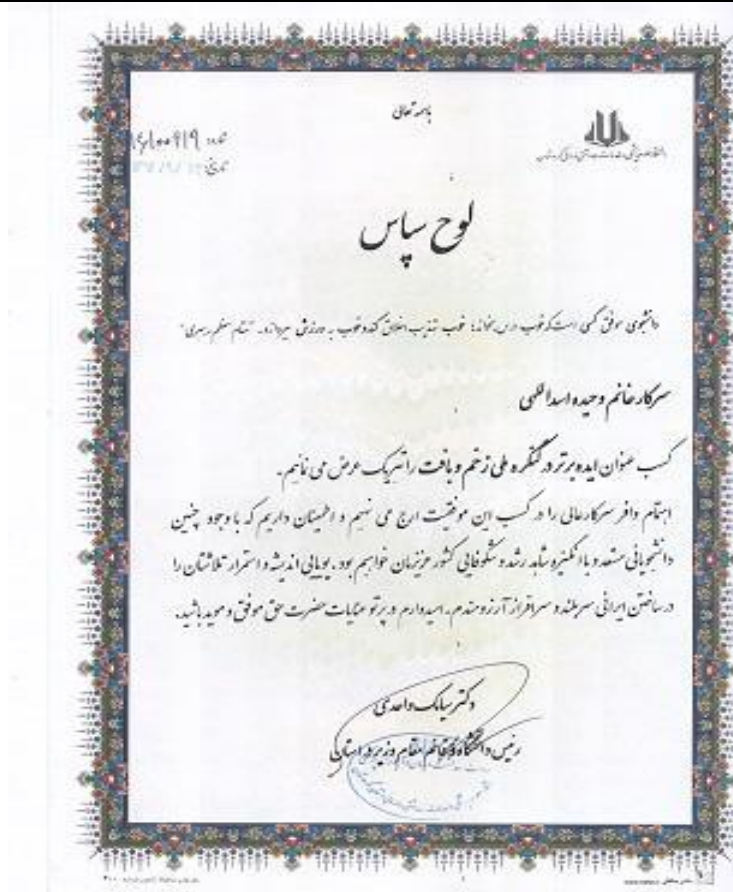 باسمه تعالی
شماره:
تاریخ:
لوح سپاس
دانشجوی موفق کسی است که خوب درس بخواند، خوب تهذیب اخلاق کند و خوب به ورزش بپردازد. "مقام معظم رهبری"
سرکار خانم وحیده اسداللهی
کسب عنوان ایده برتر در کنگره ملی زخم و بافت را تبریک عرض می نمایم.
اهتمام وافر سرکارعالی را در کسب این موفقیت ارج می نهیم و اطمینان داریم که با وجود چنین
دانشجویانی مستعد و با انگیزه شاهد رشد و شکوفایی کشور عزیزمان خواهیم بود. پویایی اندیشه و استمرار تلاشتان را
در ساختن ایرانی سربلند و سرافراز آرزومندم. امیدوارم در پرتو عنایات حضرت حق موفق و موید باشید.
دکتر سیامک واحدی
رئیس دانشگاه و قائم مقام وزیر در استان